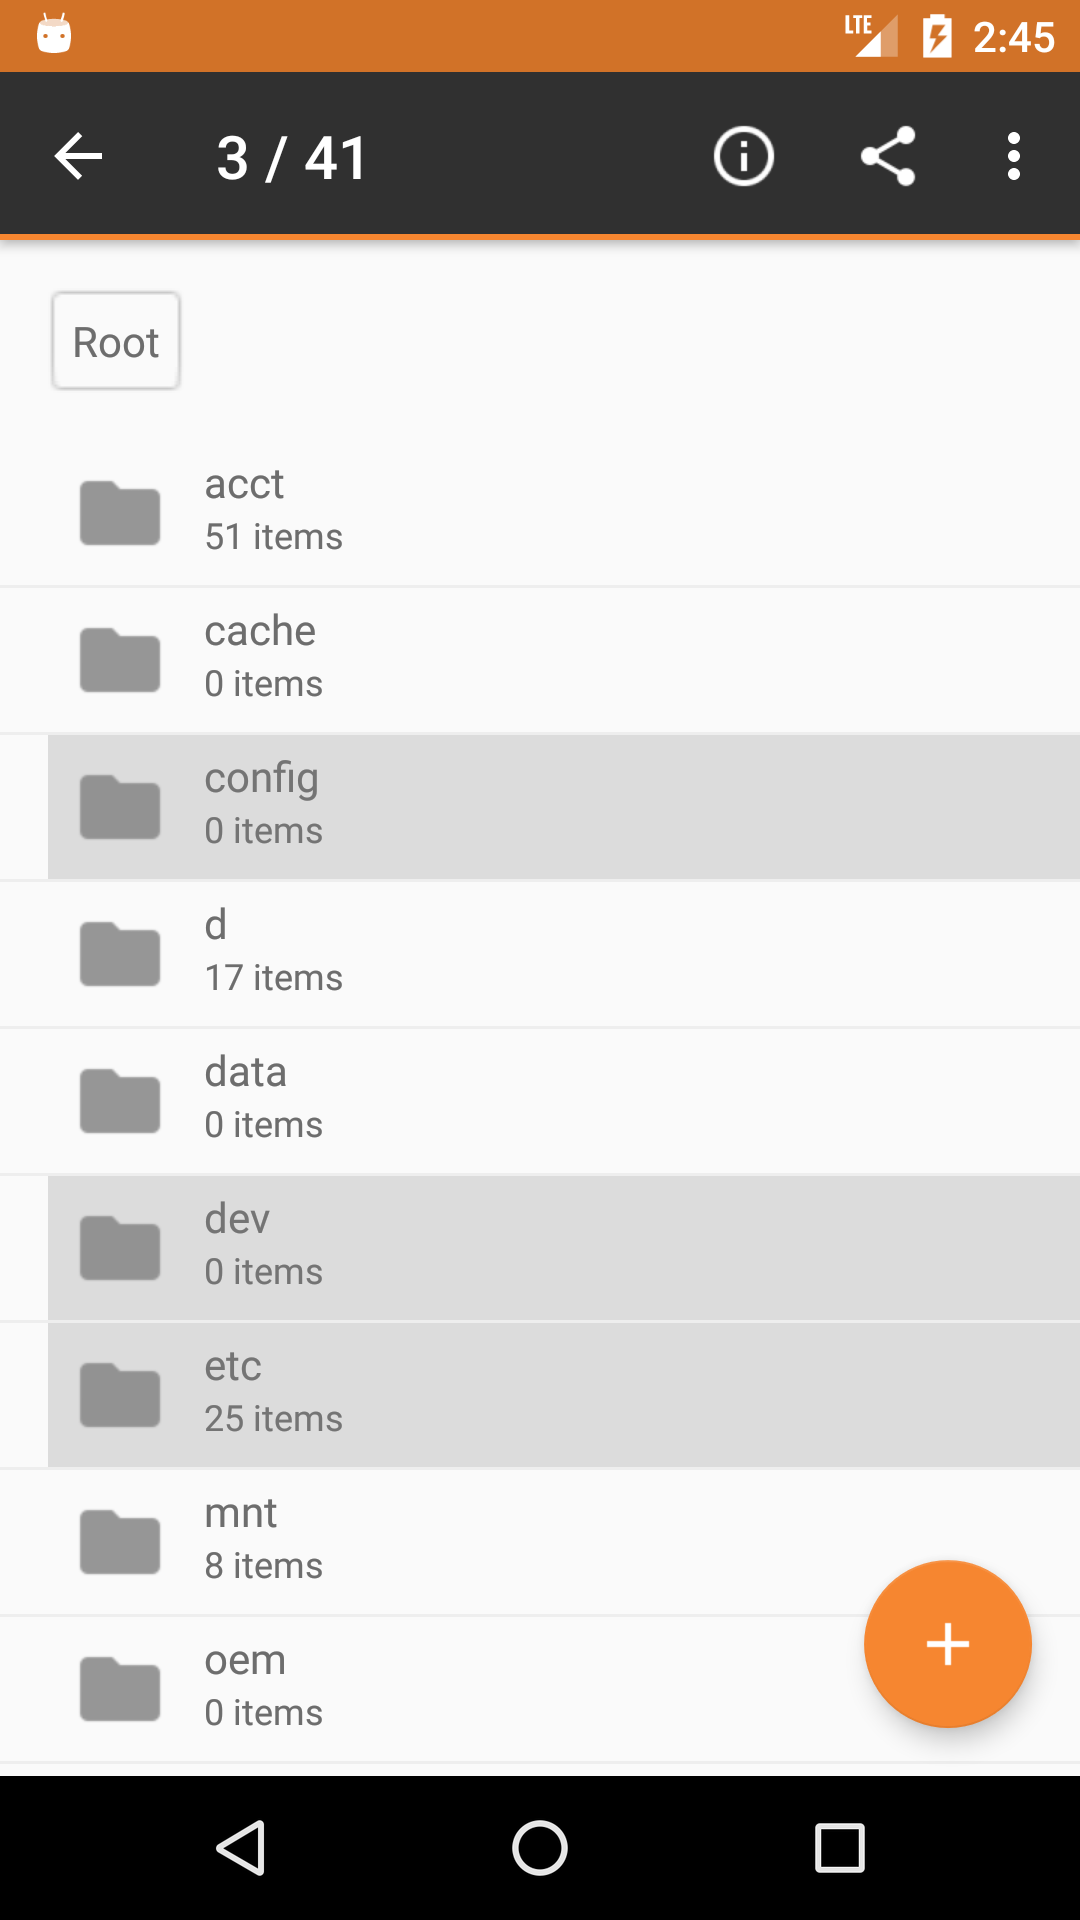 LTE 2:45
3 / 41
Root
acct
51 items
cache
0 items
config
0 items
d
17 items
data
0 items
dev
0 items
etc
25 items
mnt
8 items
oem
0 items